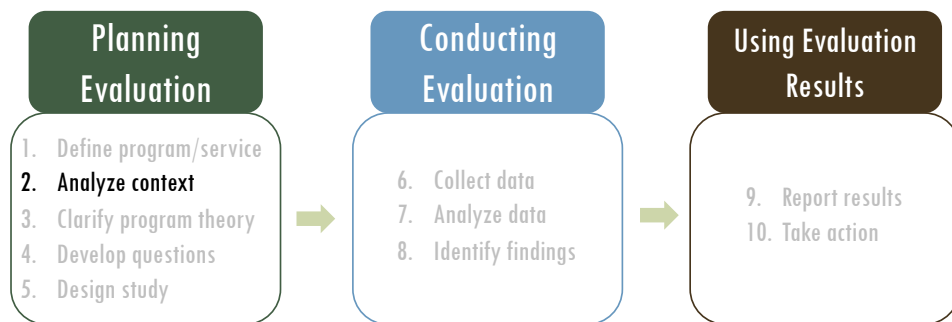 Planning
Evaluation
1. Define program/service
2. Analyze context
3. Clarify program theory
4. Develop questions
5. Design study
Conducting
Evaluation
6. Collect data
7. Analyze data
8. Identify findings
Using Evaluation
Results
9. Report results
10. Take action